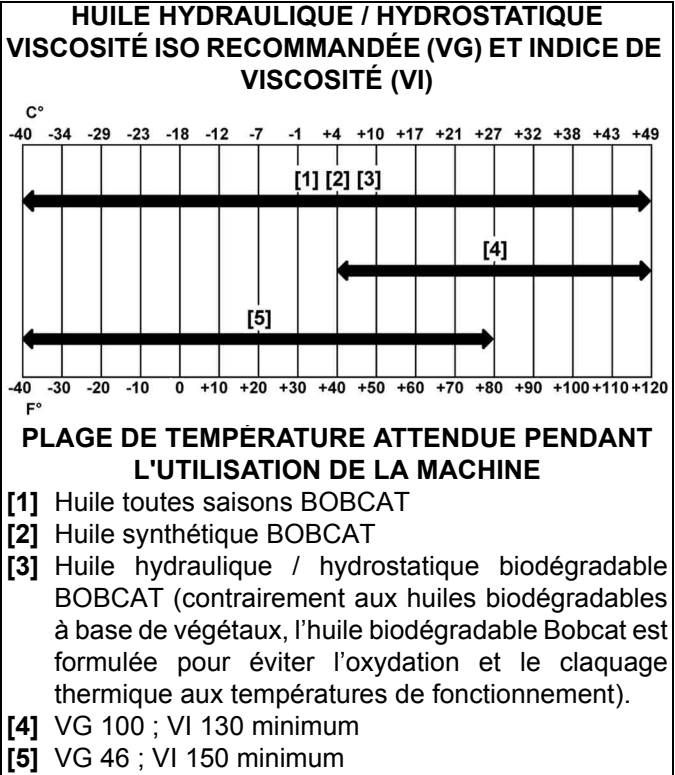 HUILE HYDRAULIQUE / HYDROSTATIQUE
VISCOSITÉ ISO RECOMMANDÉE (VG) ET INDICE DE
VISCOSITÉ (VI)
C°
-40 -34 -29 -23 -18 -12 -7 -1 +4 +10 +17 +21 +27 +32 +38 +43 +49
[1] [2] [3]
[4]
[5]
-40 -30 -20 -10 0 +10 +20 +30 +40 +50 +60 +70 +80 +90 +100 +110 +120
F°
PLAGE DE TEMPÉRATURE ATTENDUE PENDANT
L'UTILISATION DE LA MACHINE
[1] Huile toutes saisons BOBCAT
[2] Huile synthétique BOBCAT
[3] Huile hydraulique / hydrostatique biodégradable
BOBCAT (contrairement aux huiles biodégradables
à base de végétaux, l’huile biodégradable Bobcat est
formulée pour éviter l’oxydation et le claquage
thermique aux températures de fonctionnement).
[4] VG 100 ; VI 130 minimum
[5] VG 46 ; VI 150 minimum